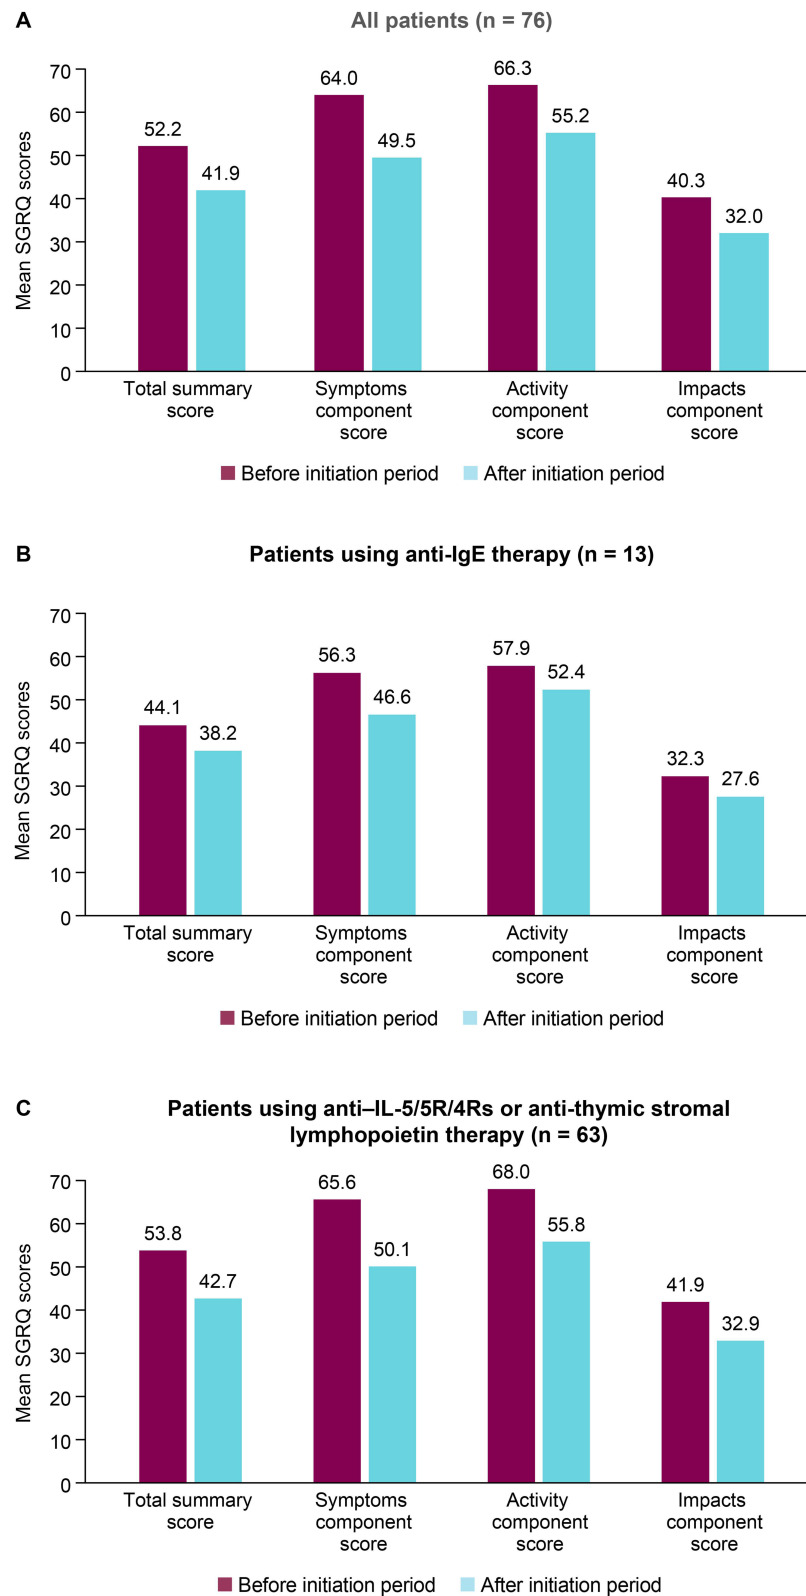 A
All patients (n = 76)
Mean SGRQ scores
70
60
50
40
30
20
10
0
52.2
41.9
64.0
49.5
66.3
55.2
40.3
32.0
Total summary
score
Symptoms
component
score
Activity
component
score
Impacts
component
score
Before initiation period
After initiation period
B
Patients using anti-IgE therapy (n = 13)
Mean SGRQ scores
70
60
50
40
30
20
10
0
44.1
38.2
56.3
46.6
57.9
52.4
32.3
27.6
Total summary
score
Symptoms
component
score
Activity
component
score
Impacts
component
score
Before initiation period
After initiation period
C
Patients using anti–IL-5/5R/4Rs or anti-thymic stromal
lymphopoietin therapy (n = 63)
Mean SGRQ scores
70
60
50
40
30
20
10
0
53.8
42.7
65.6
50.1
68.0
55.8
41.9
32.9
Total summary
score
Symptoms
component
score
Activity
component
score
Impacts
component
score
Before initiation period
After initiation period